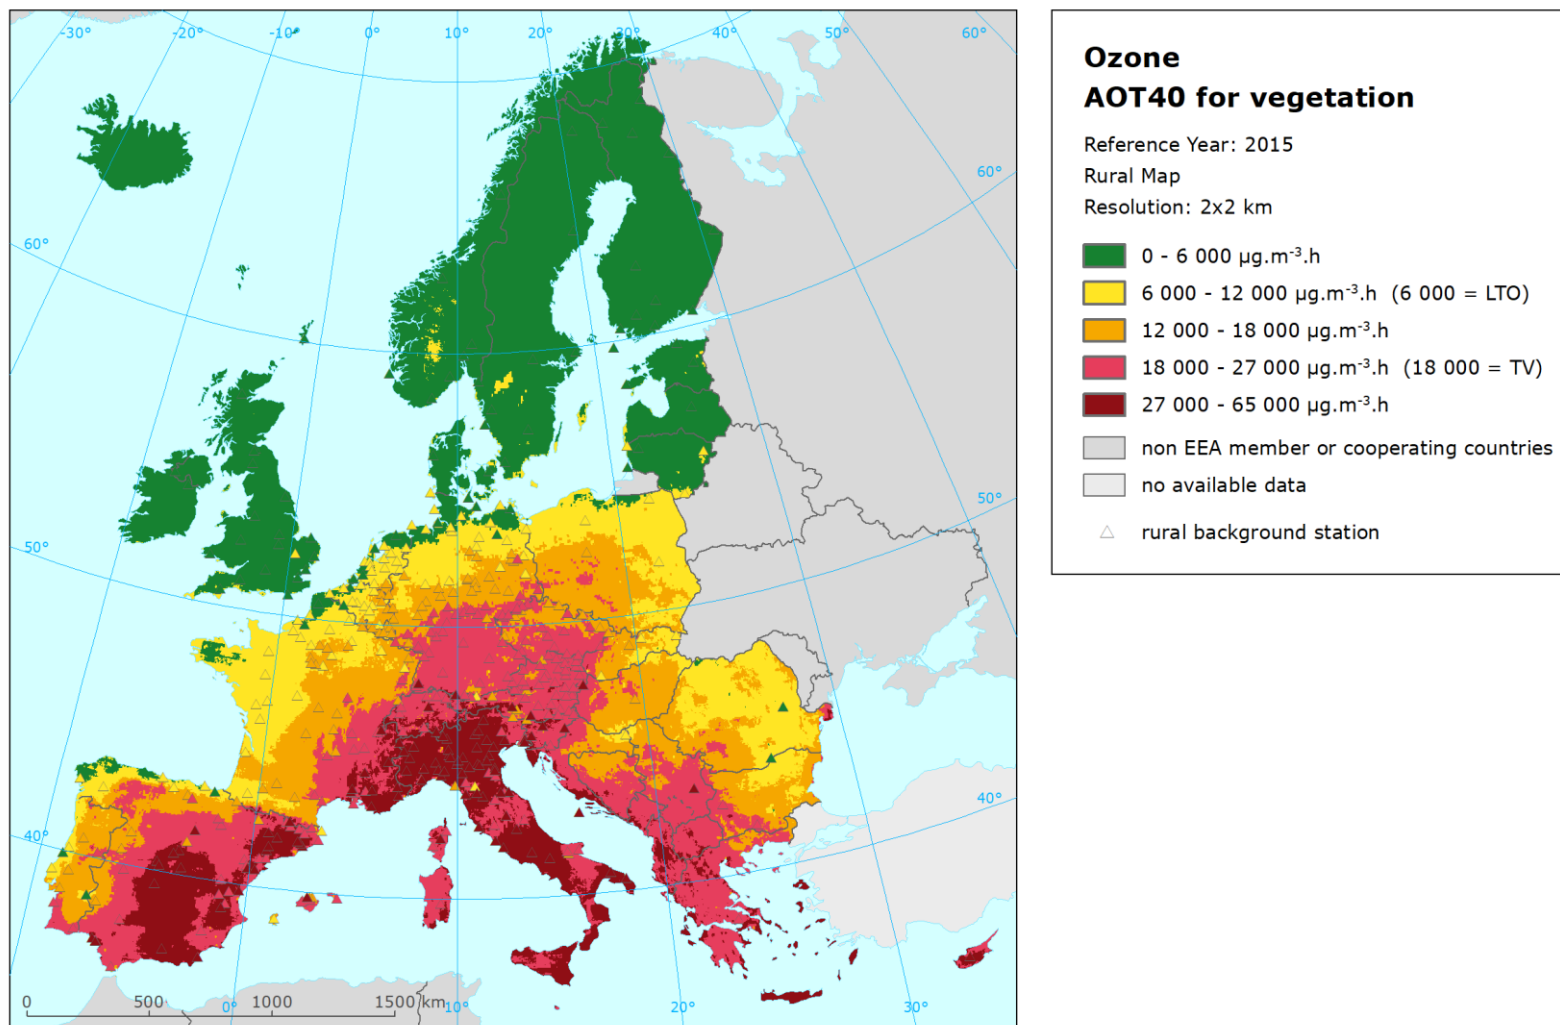 -30°
-20°
-10°
0°
10°
20°
30°
40°
50°
60°
60°
60°
50°
50°
40°
40°
0
500
1000
1500 km
0°
10°
20°
30°
Ozone
AOT40 for vegetation
Reference Year: 2015
Rural Map
Resolution: 2x2 km
0 - 6 000 µg.m⁻³.h
6 000 - 12 000 µg.m⁻³.h (6 000 = LTO)
12 000 - 18 000 µg.m⁻³.h
18 000 - 27 000 µg.m⁻³.h (18 000 = TV)
27 000 - 65 000 µg.m⁻³.h
non EEA member or cooperating countries
no available data
rural background station